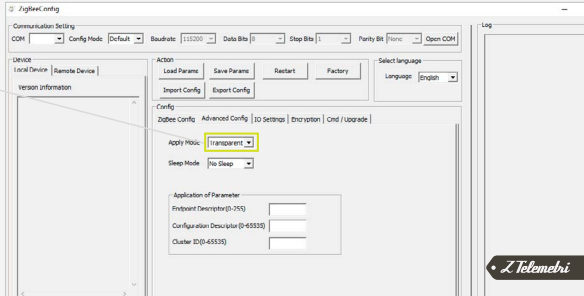 ZigBeeConfig
Communication Setting
COM Config Mode Default Baudrate 115200 Data Bits 8 Stop Bits 1 Parity Bit None Open COM
Log
Device
Local Device Remote Device
Version Information
Action
Load Params Save Params Restart Factory
Import Config Export Config
Select language
Language English
Config
ZigBee Config Advanced Config IO Settings Encryption Cmd / Upgrade
Apply Mode Transparent
Sleep Mode No Sleep
Application of Parameter
Endpoint Descriptor(0-255)
Configuration Descriptor(0-65535)
Cluster ID(0-65535)
Z Telemetri